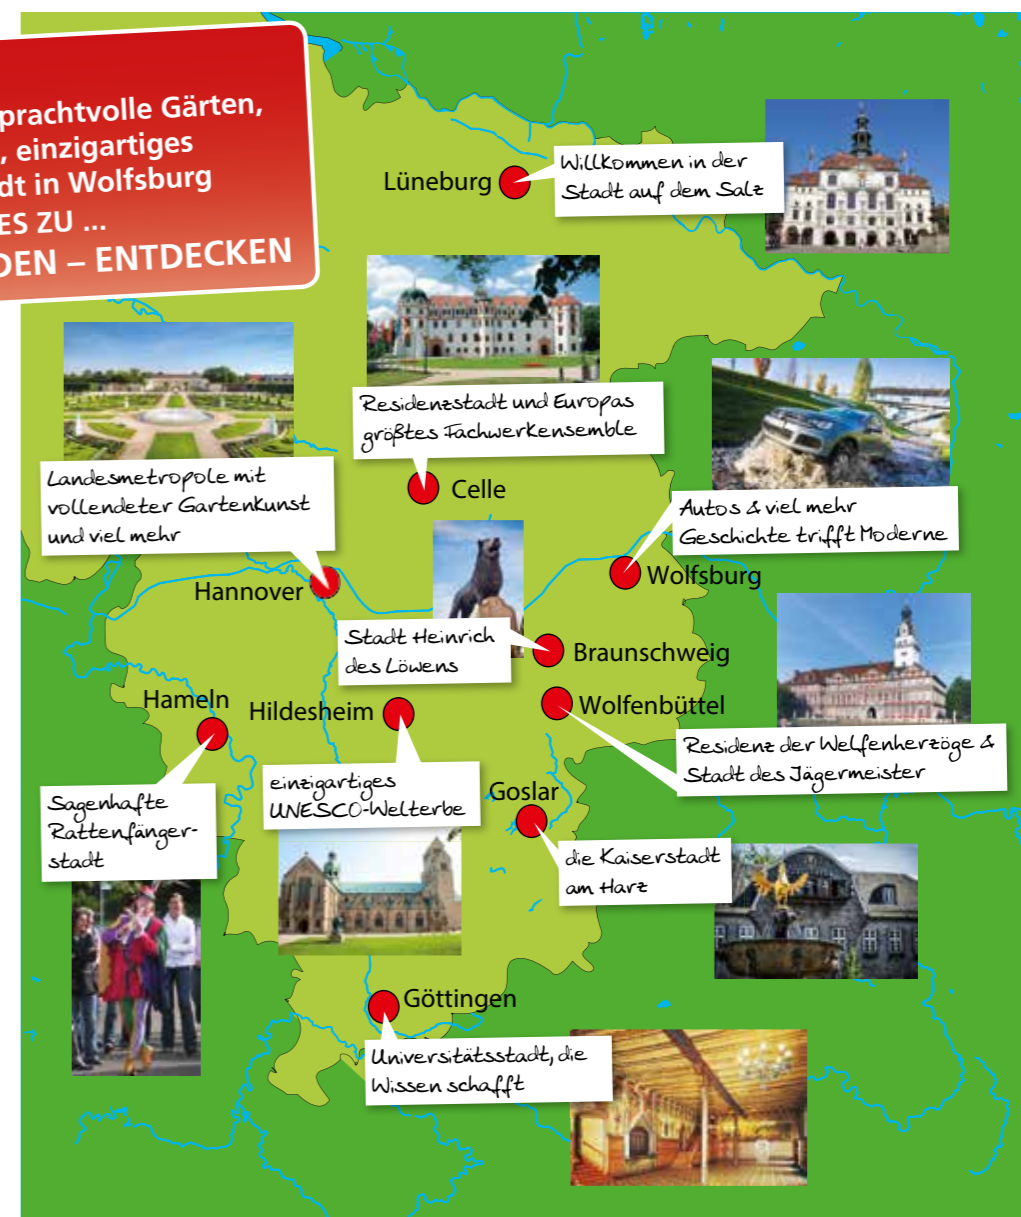 prachtvolle Gärten,
, einzigartiges
dt in Wolfsburg
ES ZU ...
DEN – ENTDECKEN
Lüneburg
Willkommen in der
Stadt auf dem Salz
Residenzstadt und Europas
größtes Fachwerkensemble
Celle
Landesmetropole mit
vollendeter Gartenkunst
und viel mehr
Hannover
Autos & viel mehr
Geschichte trifft Moderne
Wolfsburg
Stadt Heinrich
des Löwens
Braunschweig
Wolfenbüttel
Residenz der Welfenherzöge &
Stadt des Jägermeister
Hameln
Sagenhafte
Rattenfänger-
stadt
Hildesheim
einzigartiges
UNESCO-Welterbe
Goslar
die Kaiserstadt
am Harz
Göttingen
Universitätsstadt, die
Wissen schafft